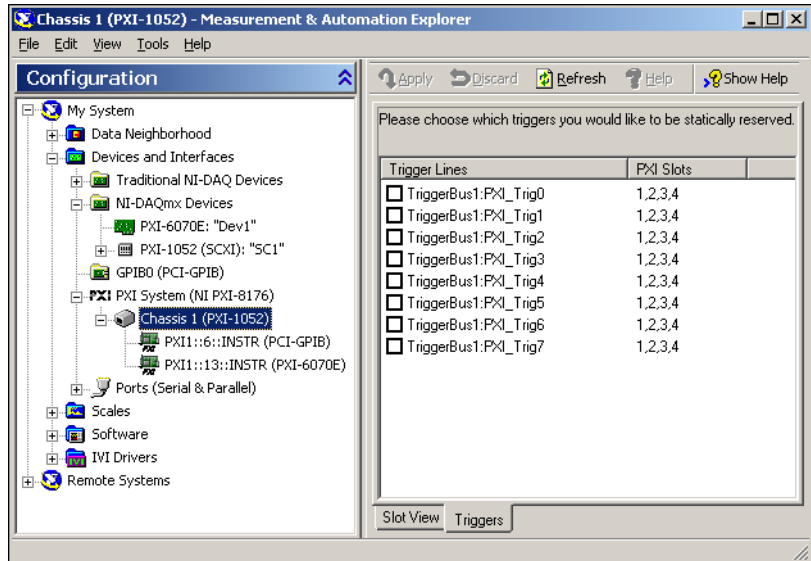 Chassis 1 (PXI-1052) - Measurement & Automation Explorer
File Edit View Tools Help
Configuration
Apply Discard Refresh Help Show Help
My System
Data Neighborhood
Devices and Interfaces
Traditional NI-DAQ Devices
NI-DAQmx Devices
PXI-6070E: "Dev1"
PXI-1052 (SCXI): "SC1"
GPIB0 (PCI-GPIB)
PXI PXI System (NI PXI-8176)
Chassis 1 (PXI-1052)
PXI1::6::INSTR (PCI-GPIB)
PXI1::13::INSTR (PXI-6070E)
Ports (Serial & Parallel)
Scales
Software
IVI Drivers
Remote Systems
Please choose which triggers you would like to be statically reserved.
Trigger Lines PXI Slots
TriggerBus1:PXI_Trig0 1,2,3,4
TriggerBus1:PXI_Trig1 1,2,3,4
TriggerBus1:PXI_Trig2 1,2,3,4
TriggerBus1:PXI_Trig3 1,2,3,4
TriggerBus1:PXI_Trig4 1,2,3,4
TriggerBus1:PXI_Trig5 1,2,3,4
TriggerBus1:PXI_Trig6 1,2,3,4
TriggerBus1:PXI_Trig7 1,2,3,4
Slot View Triggers